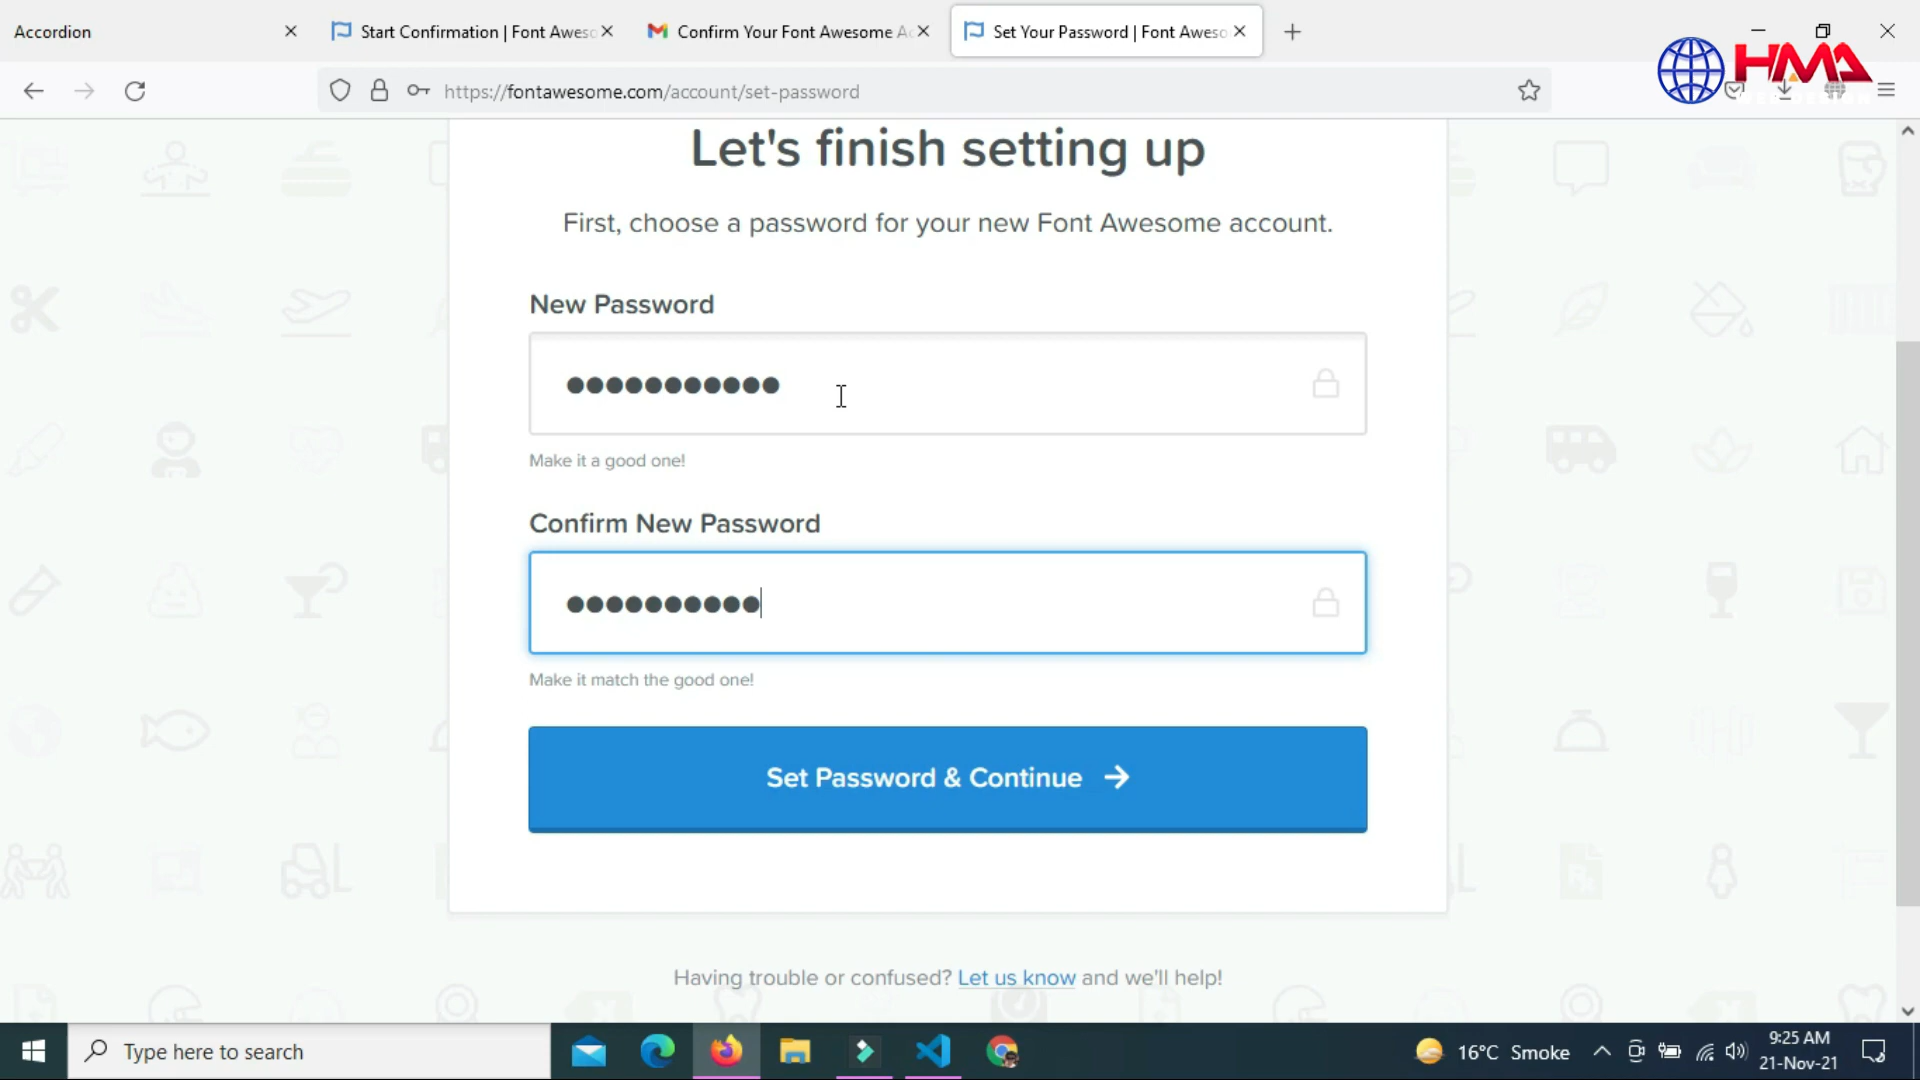 Accordion
Start Confirmation | Font Aweso
Confirm Your Font Awesome A
Set Your Password | Font Aweso
https://fontawesome.com/account/set-password
HMA
Let's finish setting up
First, choose a password for your new Font Awesome account.
New Password
Make it a good one!
Confirm New Password
Make it match the good one!
Set Password & Continue
Having trouble or confused? Let us know and we'll help!
Type here to search
16°C Smoke
9:25 AM
21-Nov-21